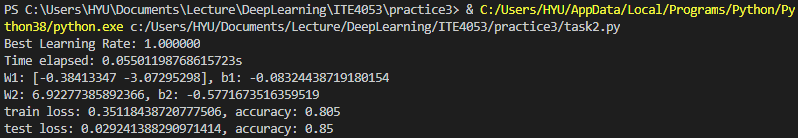 PS C:\Users\HYU\Documents\Lecture\DeepLearning\ITE4053\practice3> & C:/Users/HYU/AppData/Local/Programs/Python/Py
thon38/python.exe c:/Users/HYU/Documents/Lecture/DeepLearning/ITE4053/practice3/task2.py
Best Learning Rate: 1.000000
Time elapsed: 0.05501198768615723s
W1: [-0.38413347 -3.07295298], b1: -0.08324438719180154
W2: 6.92277385892366, b2: -0.5771673516359519
train loss: 0.35118438720777506, accuracy: 0.805
test loss: 0.029241388290971414, accuracy: 0.85